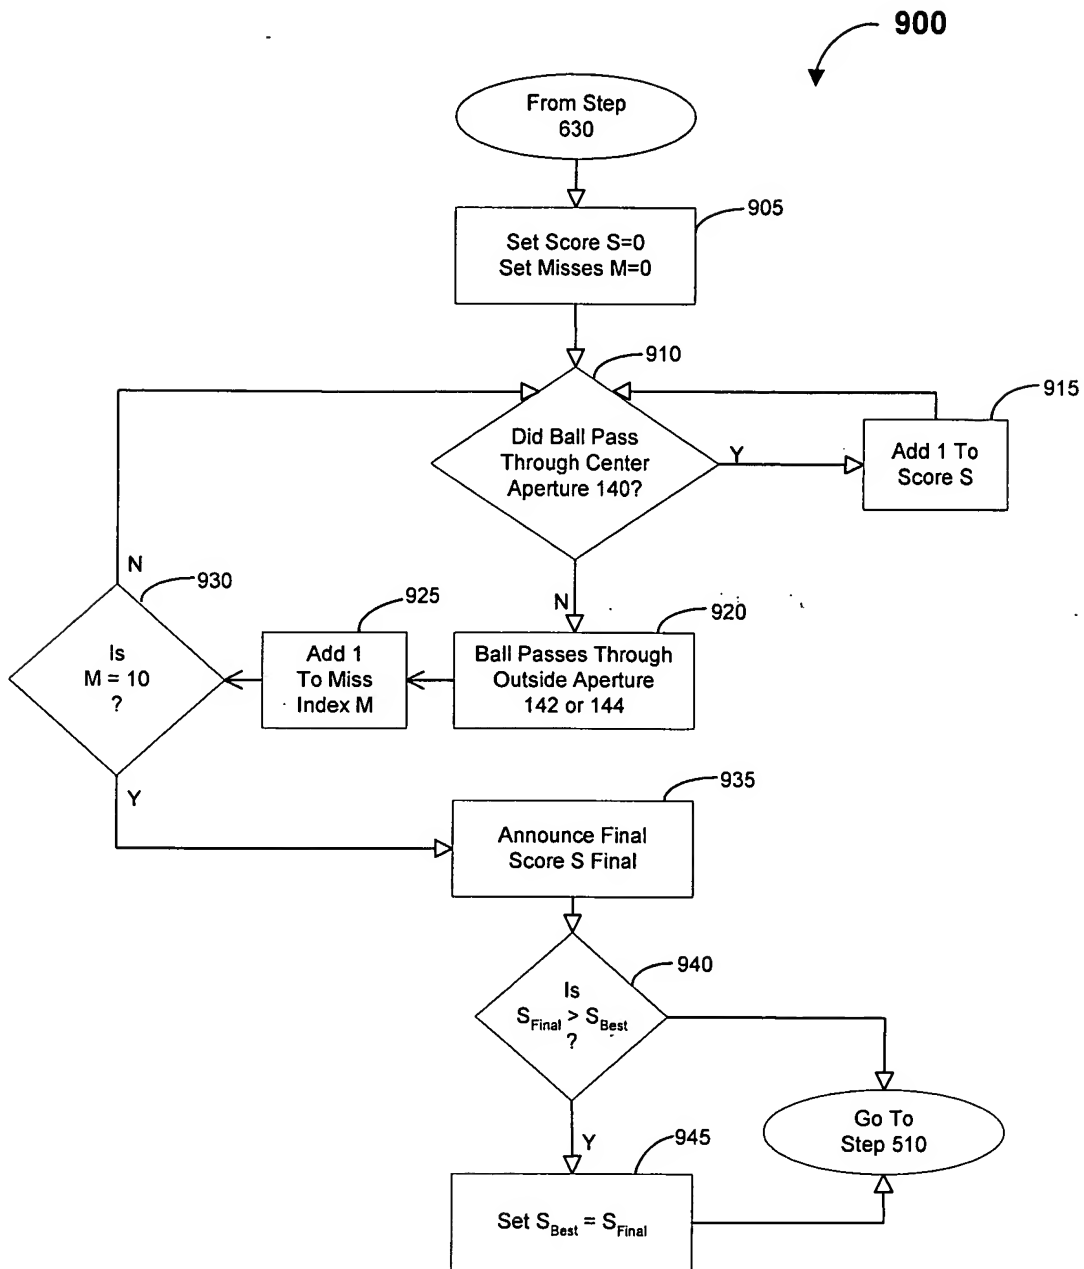 900
From Step
630
905
Set Score S=0
Set Misses M=0
910
915
Did Ball Pass
Through Center
Aperture 140?
Y
Add 1 To
Score S
N
930
925
N
920
Is
M = 10
?
Add 1
To Miss
Index M
Ball Passes Through
Outside Aperture
142 or 144
Y
935
Announce Final
Score S Final
940
Is
S_Final > S_Best
?
Go To
Step 510
Y
945
Set S_Best = S_Final